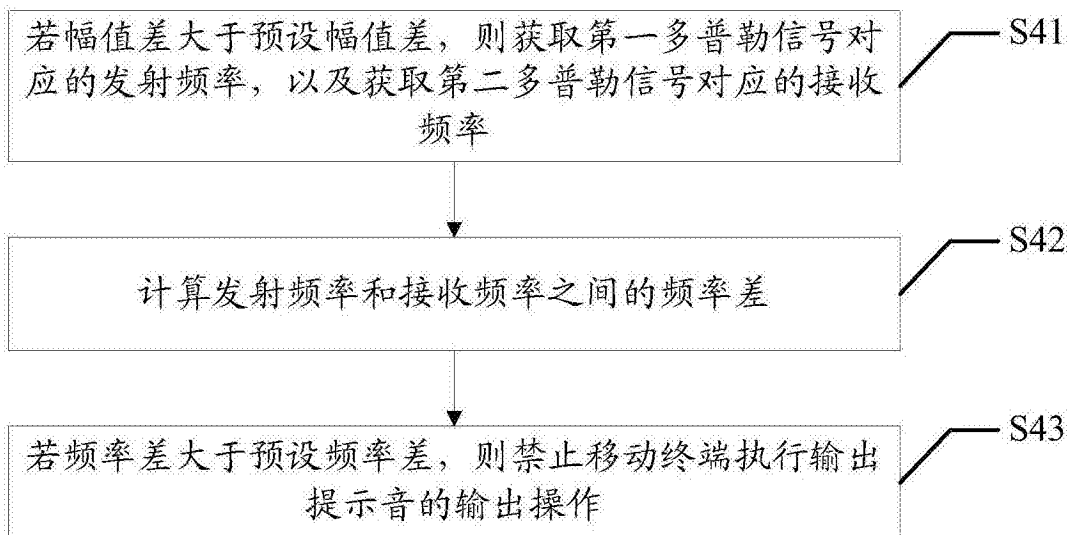 若幅值差大于预设幅值差，则获取第一多普勒信号对
应的发射频率，以及获取第二多普勒信号对应的接收
频率
S41
计算发射频率和接收频率之间的频率差
S42
若频率差大于预设频率差，则禁止移动终端执行输出
提示音的输出操作
S43